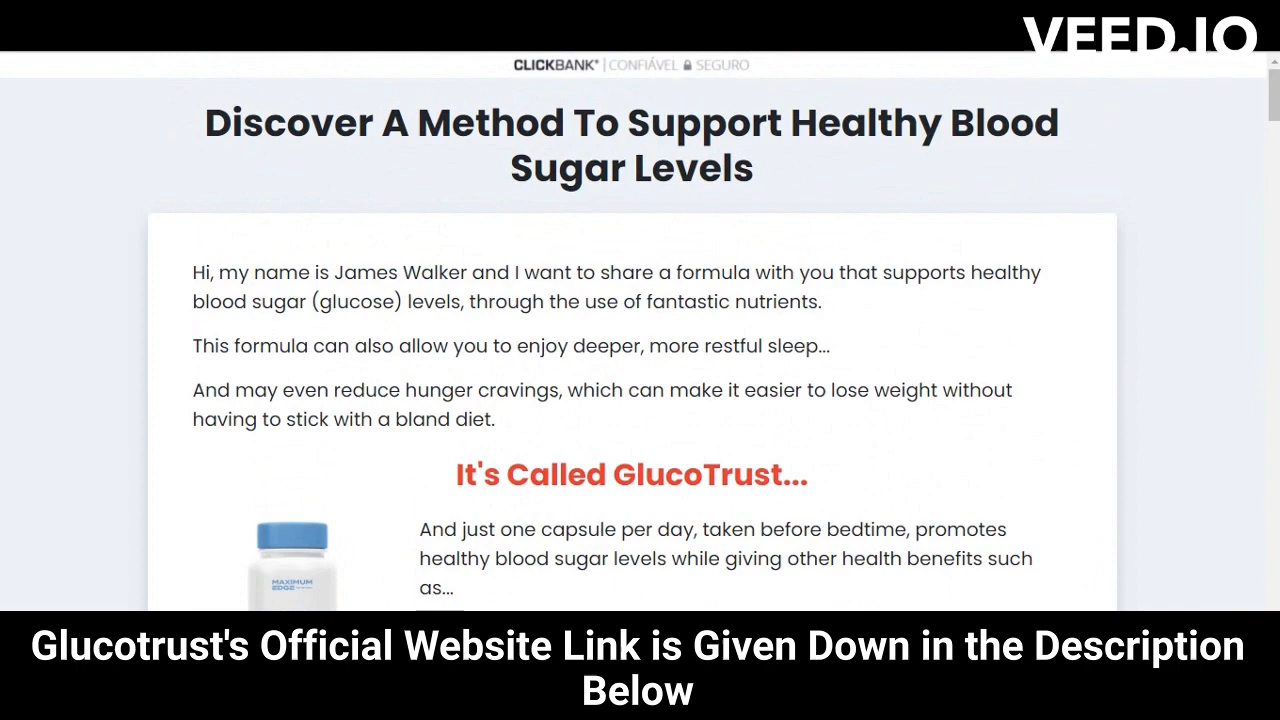 VEED.IO
CLICKBANK® | CONFIÁVEL SEGURO
Discover A Method To Support Healthy Blood
Sugar Levels
Hi, my name is James Walker and I want to share a formula with you that supports healthy
blood sugar (glucose) levels, through the use of fantastic nutrients.
This formula can also allow you to enjoy deeper, more restful sleep...
And may even reduce hunger cravings, which can make it easier to lose weight without
having to stick with a bland diet.
It's Called GlucoTrust...
And just one capsule per day, taken before bedtime, promotes
healthy blood sugar levels while giving other health benefits such
as...
MAXIMUM
EDGE
Glucotrust's Official Website Link is Given Down in the Description
Below